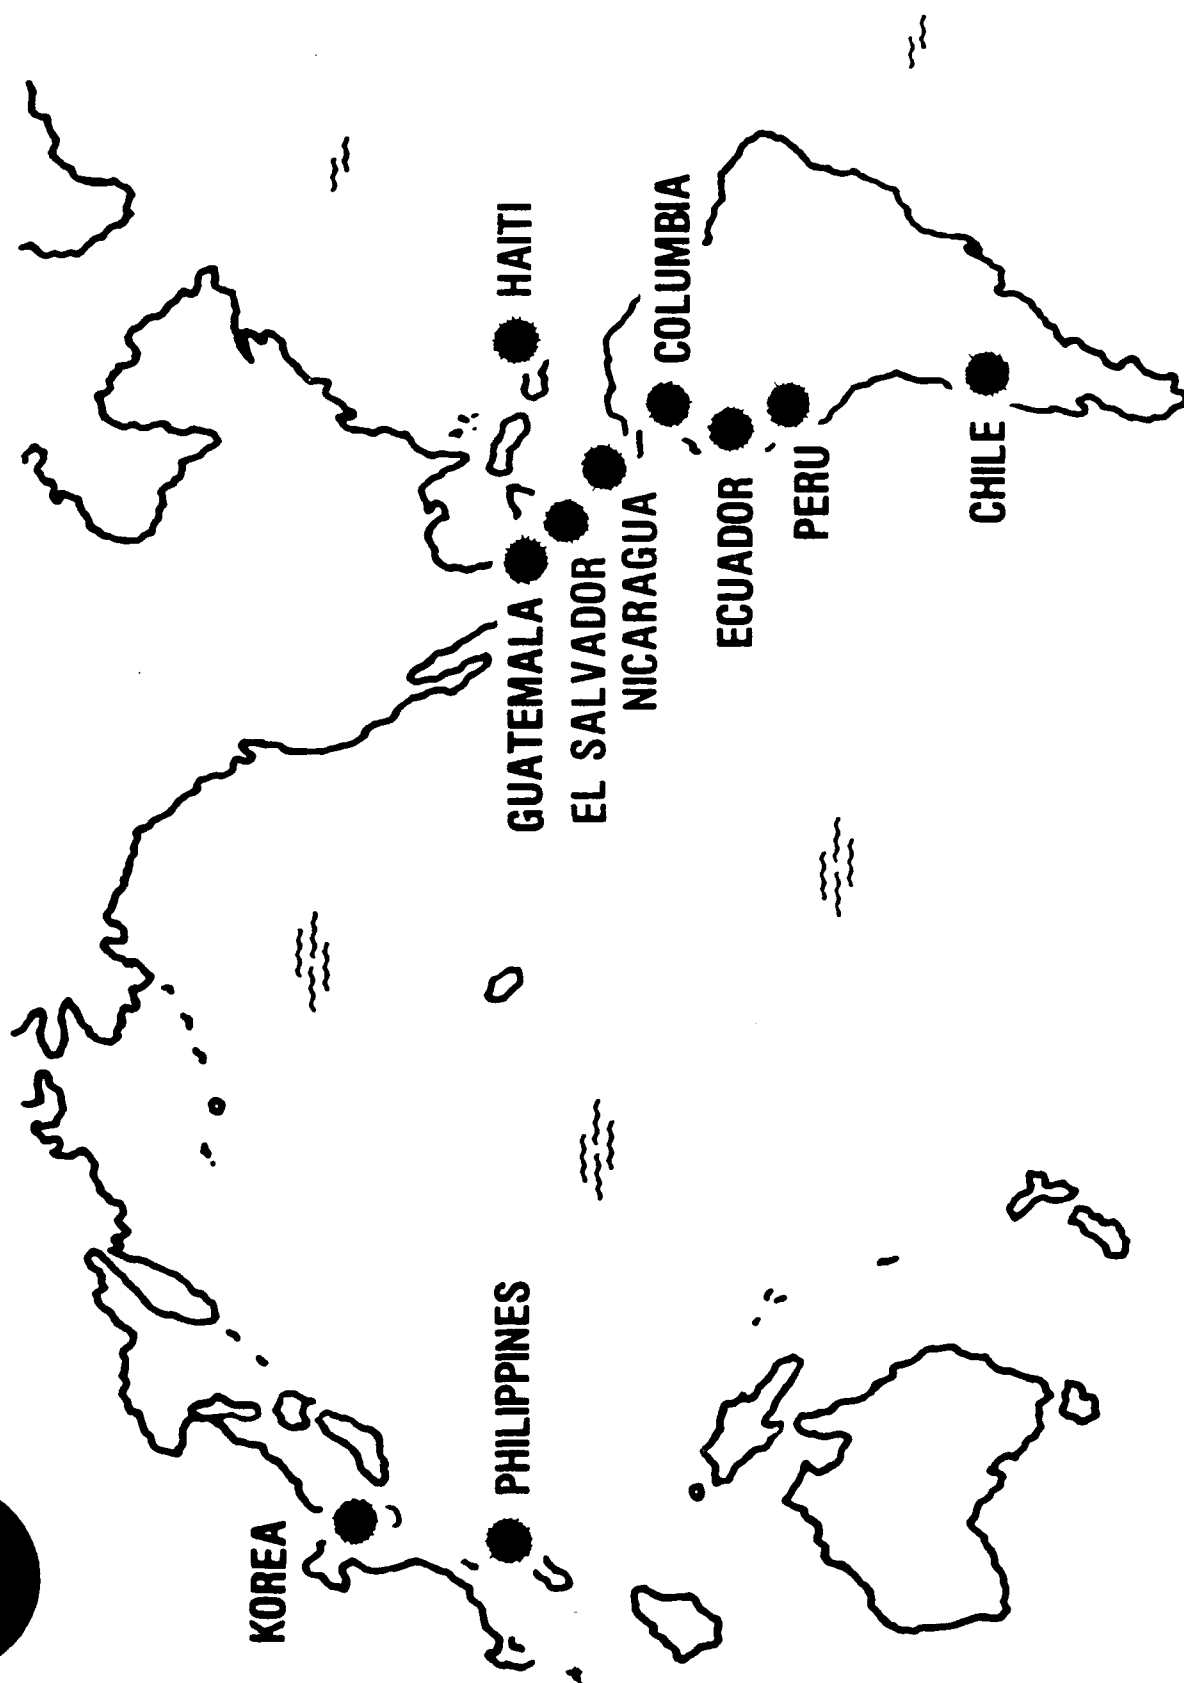 KOREA
PHILIPPINES
GUATEMALA
EL SALVADOR
NICARAGUA
HAITI
COLUMBIA
ECUADOR
PERU
CHILE